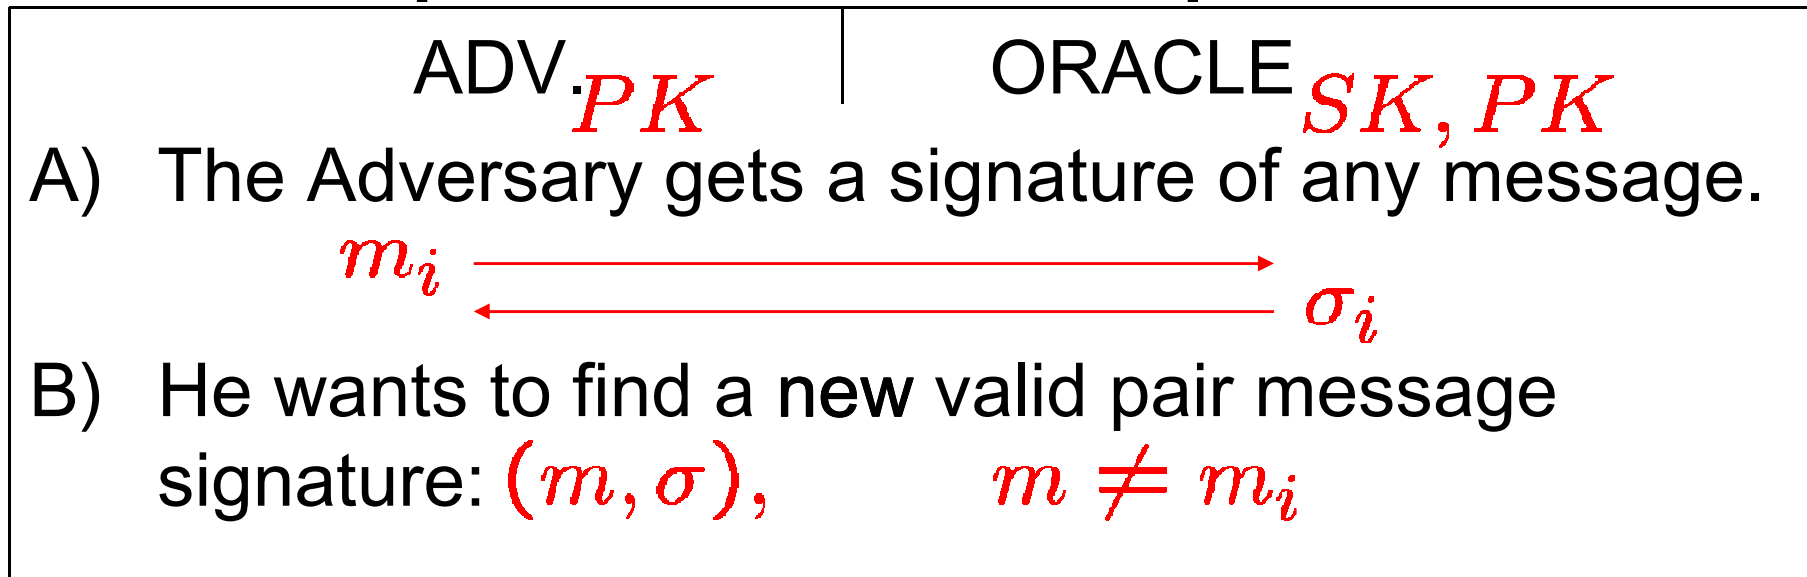 ADV. PK ORACLE SK, PK
A) The Adversary gets a signature of any message.
m_i
σ_i
B) He wants to find a new valid pair message
signature: (m, σ), m ≠ m_i